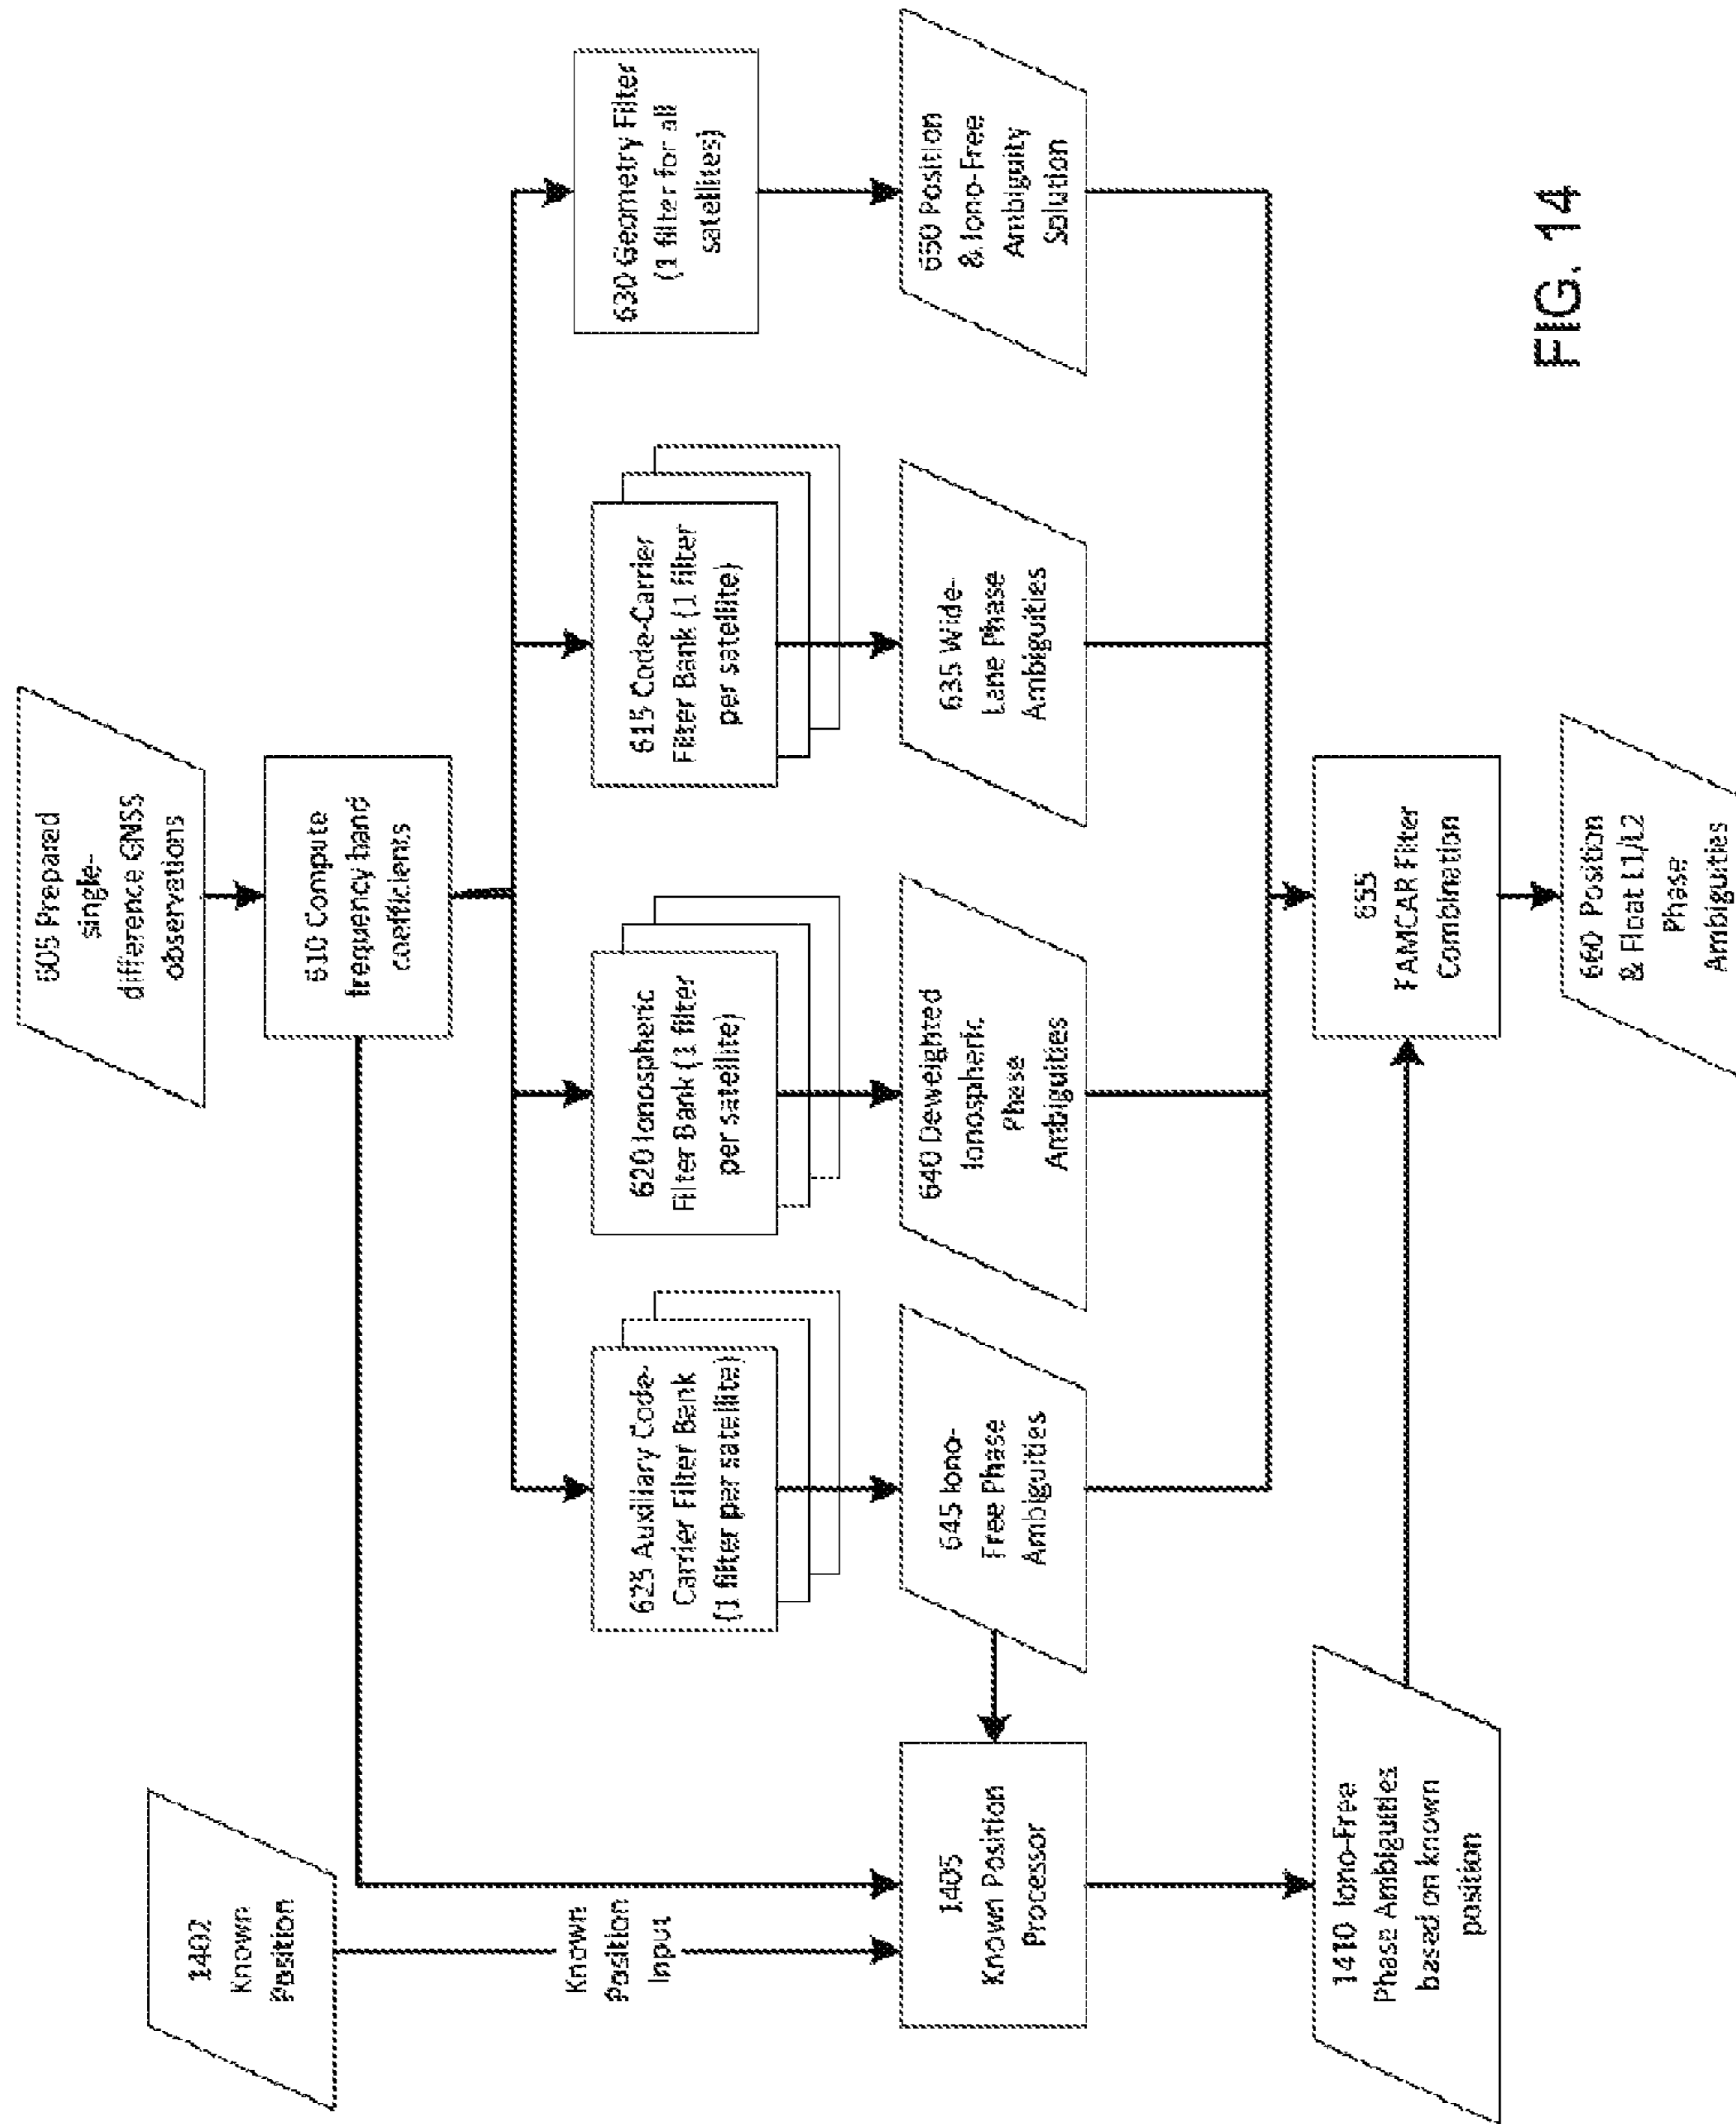 605 Prepared
single-
difference GNSS
observations
1402
Known
Position
610 Compute
frequency band
coefficients
Known
Position
Input
625 Auxiliary Code-
Carrier Filter Bank
(1 filter per satellite)
620 Ionospheric
Filter Bank (1 filter
per satellite)
615 Code-Carrier
Filter Bank (1 filter
per satellite)
630 Geometry Filter
(1 filter for all
satellites)
1405
Known Position
Processor
645 Iono-
Free Phase
Ambiguities
640 Deweighted
Ionospheric
Phase
Ambiguities
635 Wide-
Lane Phase
Ambiguities
650 Position
& Iono-Free
Ambiguity
Solution
1410 Iono-Free
Phase Ambiguities
based on known
position
655
FAMCAR Filter
Combination
660 Position
& Float L1/L2
Phase
Ambiguities
FIG. 14